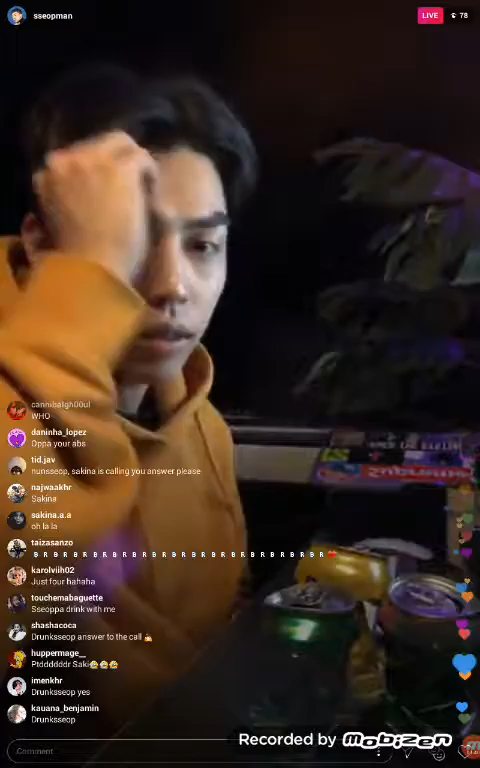 sseopman
LIVE
78
cannibalgh00ul
WHO
daninha_lopez
Oppa your abs
tid.jav
nunsseop, sakina is calling you answer please
najwaakhr
Sakina
sakina.a.a
oh la la
taizasanzo
karolviih02
Just four hahaha
touchemabaguette
Sseoppa drink with me
shashacoca
Drunksseop answer to the call
huppermage__
Ptdddddr Saki
imenkhr
Drunksseop yes
kauana_benjamin
Drunksseop
Recorded by MOBIZEN
Comment